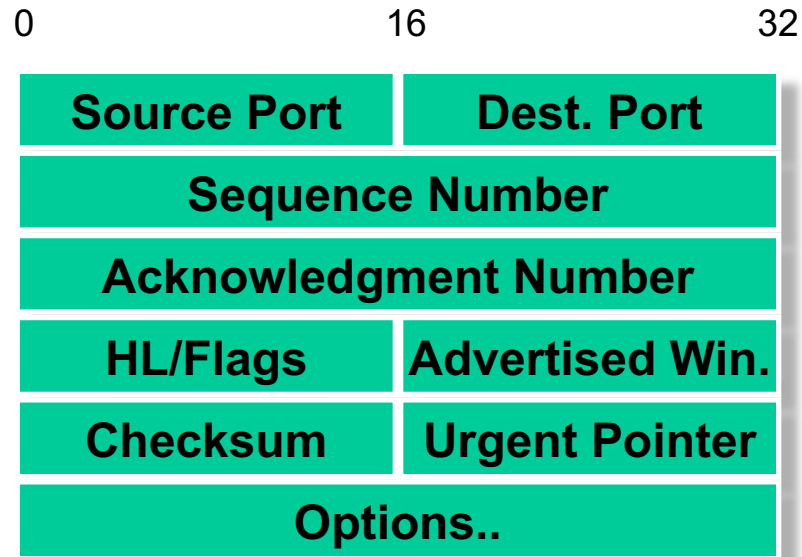 0 16 32
Source Port Dest. Port
Sequence Number
Acknowledgment Number
HL/Flags Advertised Win.
Checksum Urgent Pointer
Options..